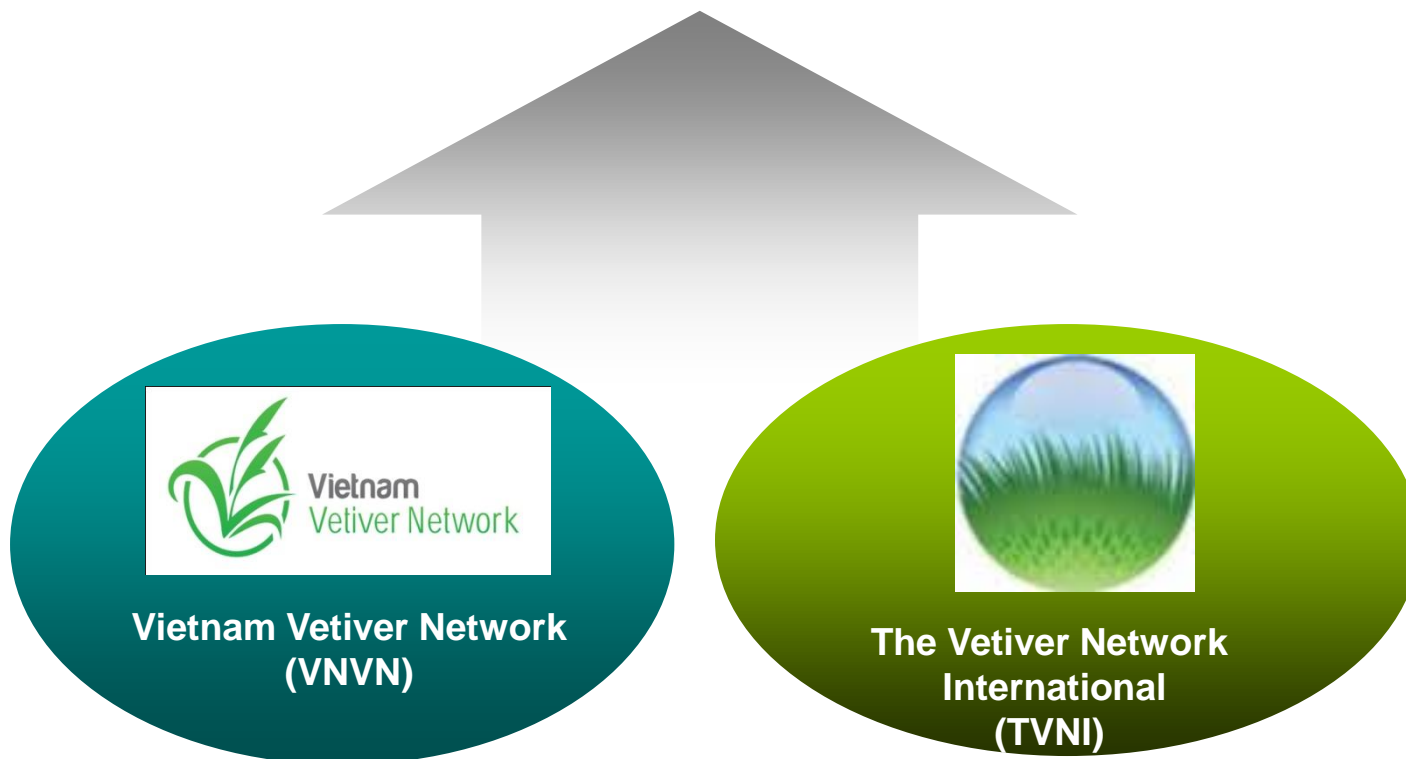 Vietnam
Vetiver Network
Vietnam Vetiver Network
(VNVN)
The Vetiver Network
International
(TVNI)